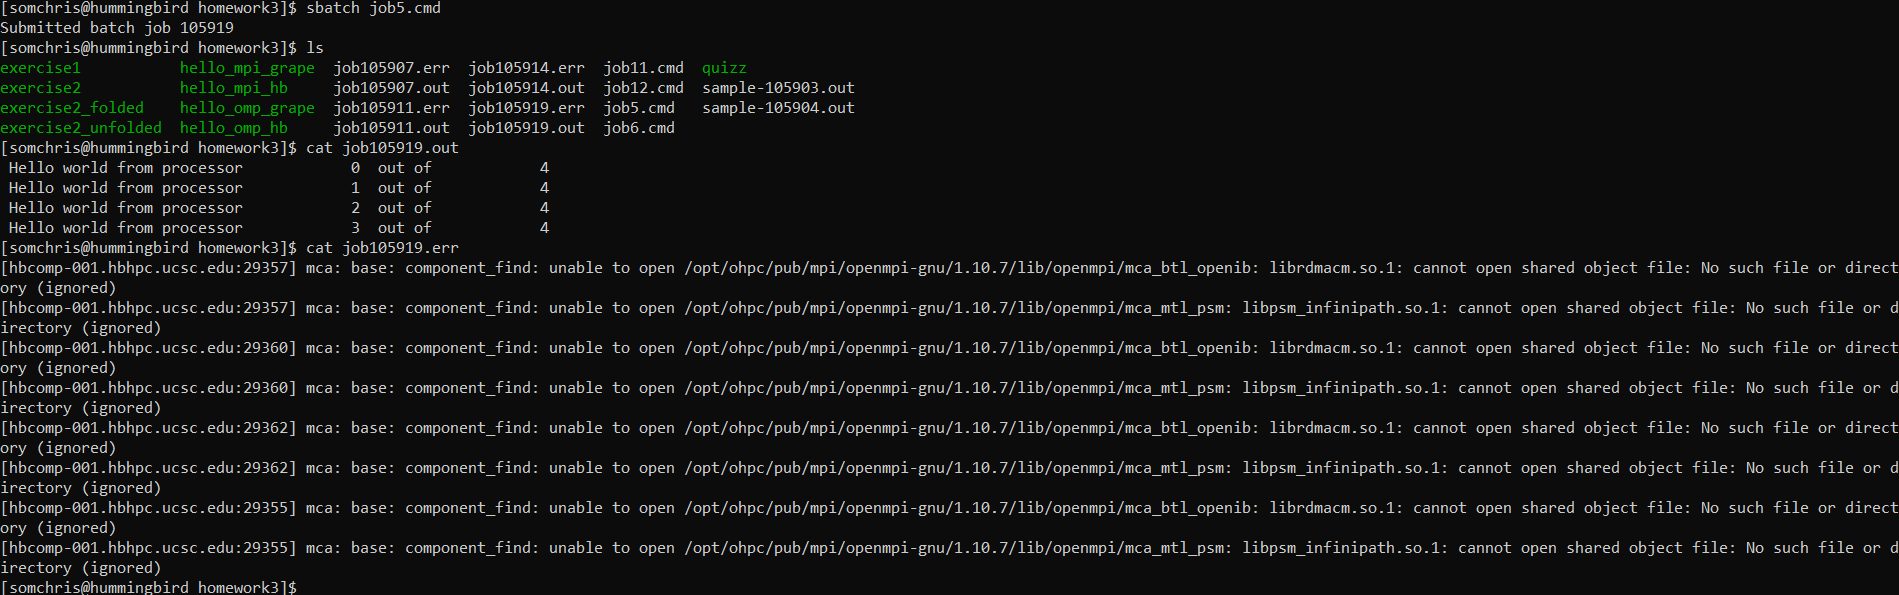 [somchris@hummingbird homework3]$ sbatch job5.cmd
Submitted batch job 105919
[somchris@hummingbird homework3]$ ls
exercise1 hello_mpi_grape job105907.err job105914.err job11.cmd quizz
exercise2 hello_mpi_hb job105907.out job105914.out job12.cmd sample-105903.out
exercise2_folded hello_omp_grape job105911.err job105919.err job5.cmd sample-105904.out
exercise2_unfolded hello_omp_hb job105911.out job105919.out job6.cmd
[somchris@hummingbird homework3]$ cat job105919.out
Hello world from processor 0 out of 4
Hello world from processor 1 out of 4
Hello world from processor 2 out of 4
Hello world from processor 3 out of 4
[somchris@hummingbird homework3]$ cat job105919.err
[hbcomp-001.hbhpc.ucsc.edu:29357] mca: base: component_find: unable to open /opt/ohpc/pub/mpi/openmpi-gnu/1.10.7/lib/openmpi/mca_btl_openib: librdmacm.so.1: cannot open shared object file: No such file or direct
ory (ignored)
[hbcomp-001.hbhpc.ucsc.edu:29357] mca: base: component_find: unable to open /opt/ohpc/pub/mpi/openmpi-gnu/1.10.7/lib/openmpi/mca_mtl_psm: libpsm_infinipath.so.1: cannot open shared object file: No such file or d
irectory (ignored)
[hbcomp-001.hbhpc.ucsc.edu:29360] mca: base: component_find: unable to open /opt/ohpc/pub/mpi/openmpi-gnu/1.10.7/lib/openmpi/mca_btl_openib: librdmacm.so.1: cannot open shared object file: No such file or direct
ory (ignored)
[hbcomp-001.hbhpc.ucsc.edu:29360] mca: base: component_find: unable to open /opt/ohpc/pub/mpi/openmpi-gnu/1.10.7/lib/openmpi/mca_mtl_psm: libpsm_infinipath.so.1: cannot open shared object file: No such file or d
irectory (ignored)
[hbcomp-001.hbhpc.ucsc.edu:29362] mca: base: component_find: unable to open /opt/ohpc/pub/mpi/openmpi-gnu/1.10.7/lib/openmpi/mca_btl_openib: librdmacm.so.1: cannot open shared object file: No such file or direct
ory (ignored)
[hbcomp-001.hbhpc.ucsc.edu:29362] mca: base: component_find: unable to open /opt/ohpc/pub/mpi/openmpi-gnu/1.10.7/lib/openmpi/mca_mtl_psm: libpsm_infinipath.so.1: cannot open shared object file: No such file or d
irectory (ignored)
[hbcomp-001.hbhpc.ucsc.edu:29355] mca: base: component_find: unable to open /opt/ohpc/pub/mpi/openmpi-gnu/1.10.7/lib/openmpi/mca_btl_openib: librdmacm.so.1: cannot open shared object file: No such file or direct
ory (ignored)
[hbcomp-001.hbhpc.ucsc.edu:29355] mca: base: component_find: unable to open /opt/ohpc/pub/mpi/openmpi-gnu/1.10.7/lib/openmpi/mca_mtl_psm: libpsm_infinipath.so.1: cannot open shared object file: No such file or d
irectory (ignored)
[somchris@hummingbird homework3]$